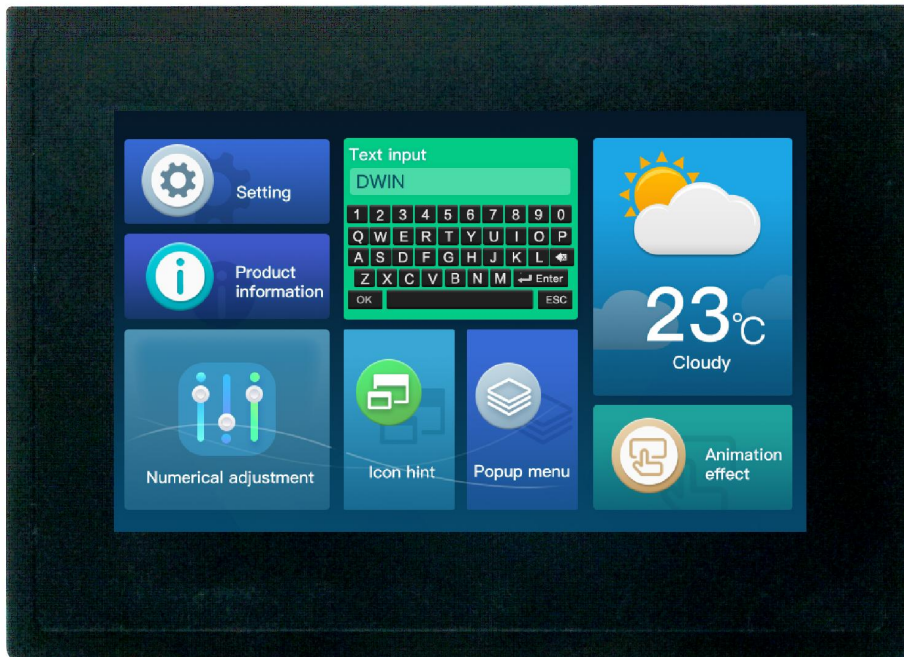 Setting
Product
information
Numerical adjustment
Text input
DWIN
1 2 3 4 5 6 7 8 9 0
Q W E R T Y U I O P
A S D F G H J K L
Z X C V B N M Enter
OK ESC
Icon hint
Popup menu
23℃
Cloudy
Animation
effect